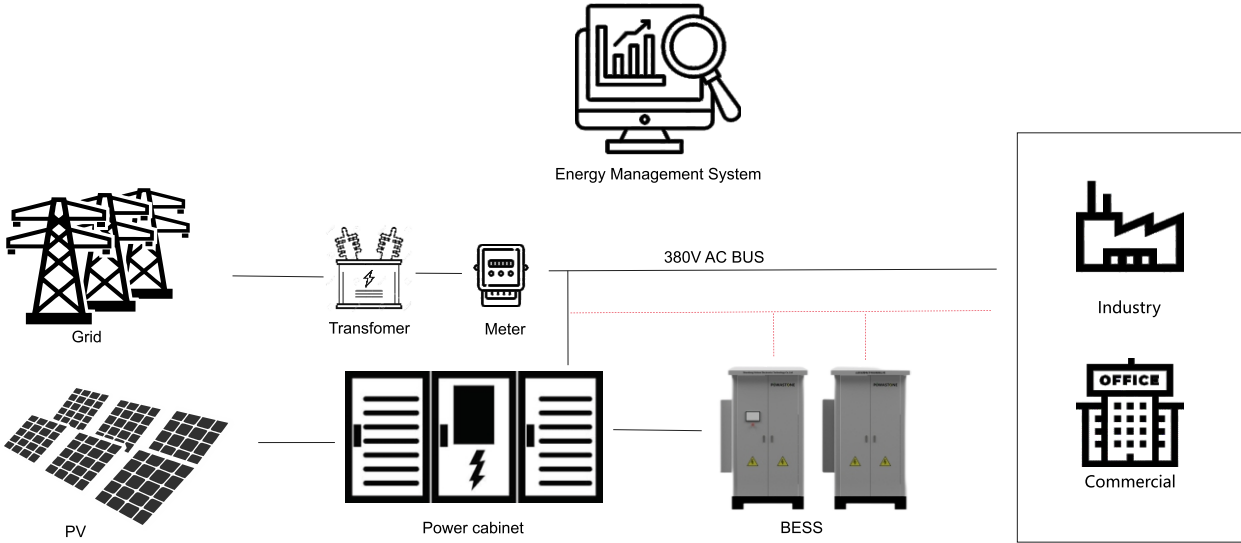 Energy Management System
380V AC BUS
Grid
Transfomer
Meter
Industry
OFFICE
Commercial
PV
Power cabinet
BESS